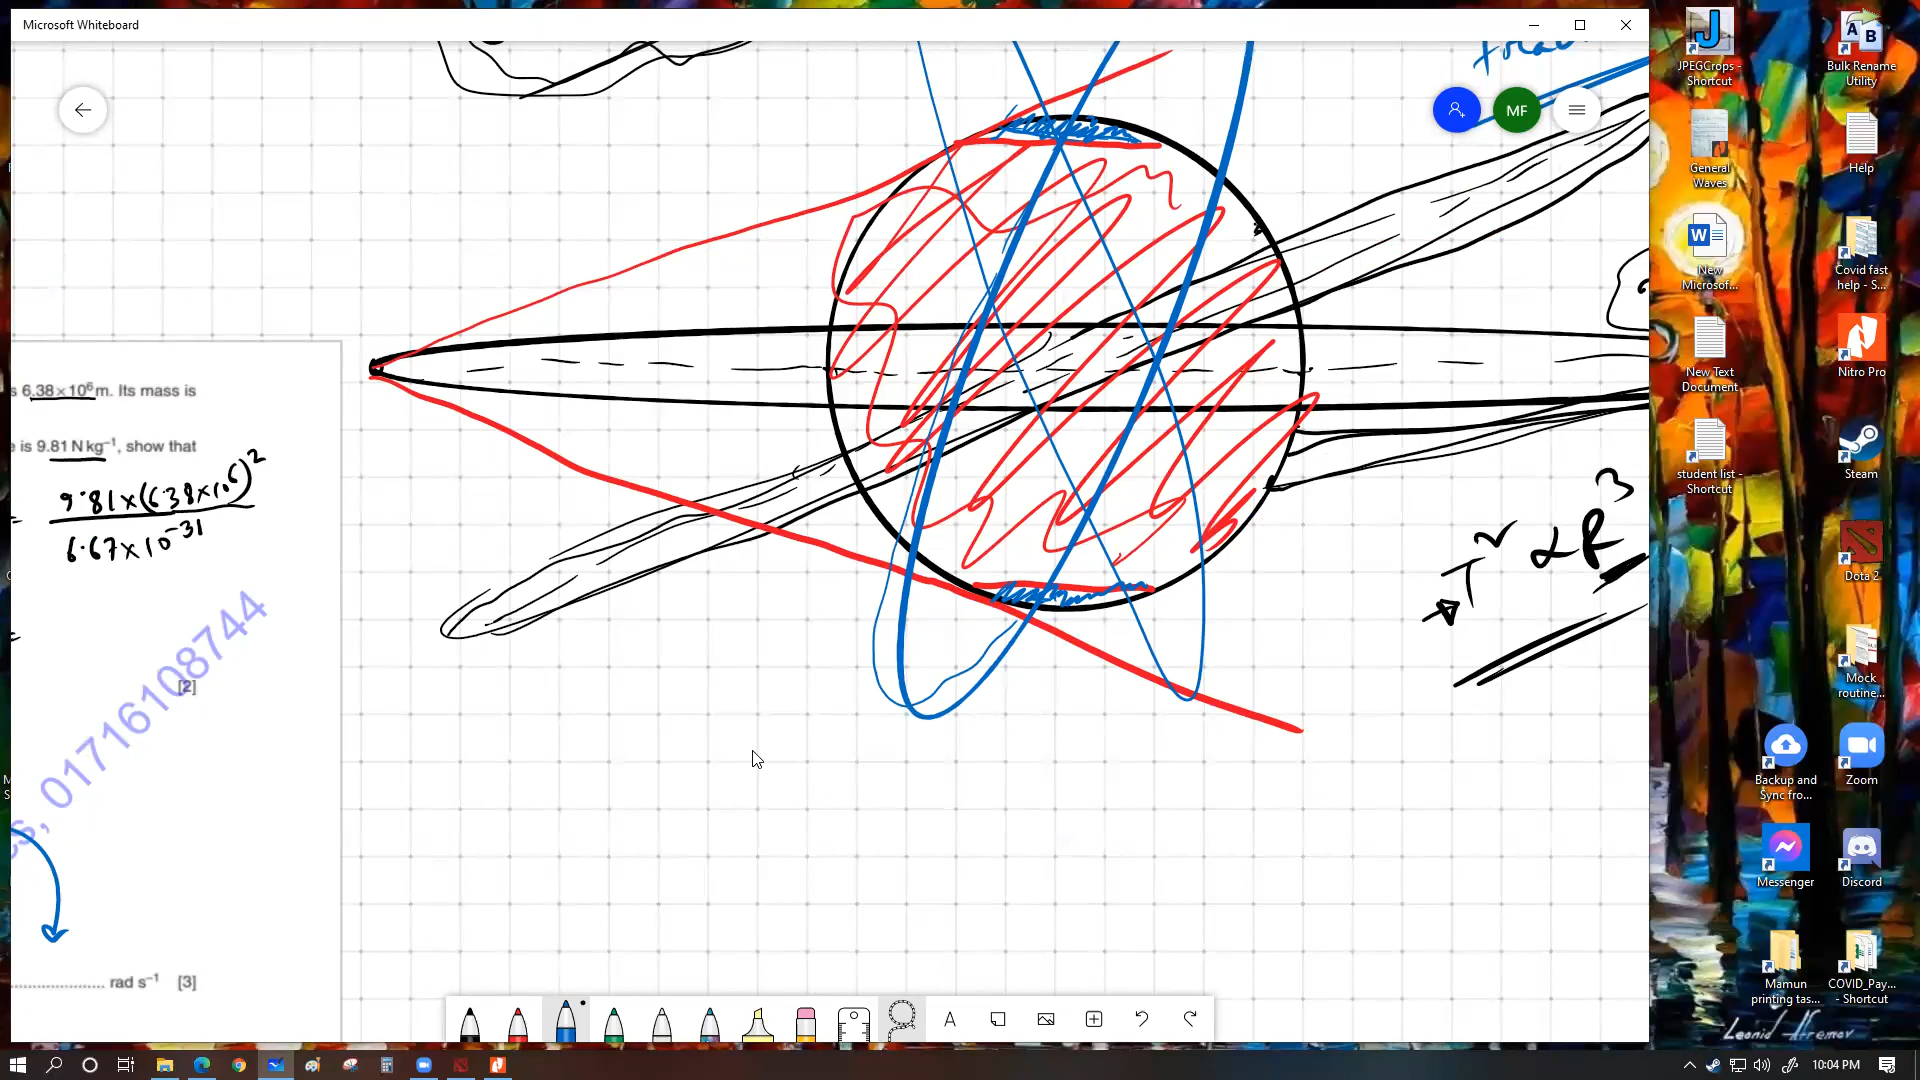 Microsoft Whiteboard
MF
s 6.38×10⁶m. Its mass is
e is 9.81 N kg⁻¹, show that
9.81 × (6.38×10⁶)²
6.67 × 10⁻³¹
[2]
s, 01716108744
rad s⁻¹ [3]
T² α R³
A
JPEGCrops - Shortcut
Bulk Rename Utility
General Waves
Help
New Microsof...
Covid fast help - S...
New Text Document
Nitro Pro
student list - Shortcut
Steam
Dota 2
Mock routine...
Backup and Sync fro...
Zoom
Messenger
Discord
Mamun printing tas...
COVID_Pay... - Shortcut
Leonid Afremov
10:04 PM